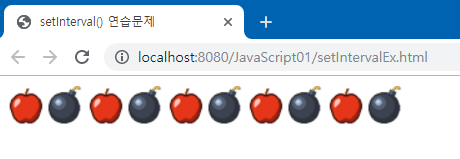 setInterval() 연습문제
localhost:8080/JavaScript01/setIntervalEx.html